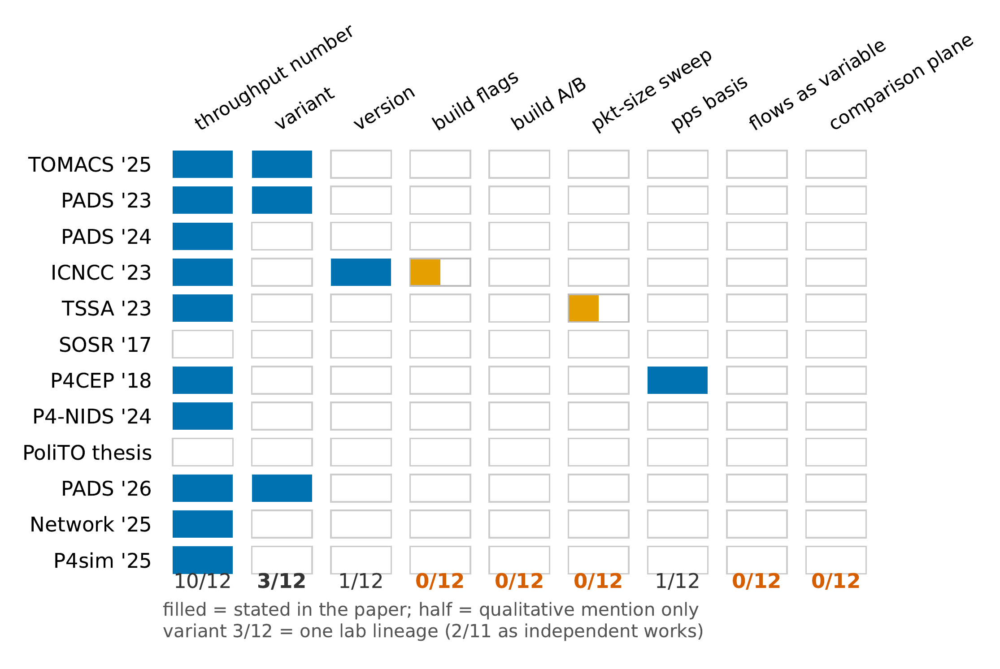 throughput number
variant
version
build flags
build A/B
pkt-size sweep
pps basis
flows as variable
comparison plane
TOMACS '25
PADS '23
PADS '24
ICNCC '23
TSSA '23
SOSR '17
P4CEP '18
P4-NIDS '24
PoliTO thesis
PADS '26
Network '25
P4sim '25
10/12 3/12 1/12 0/12 0/12 0/12 1/12 0/12 0/12
filled = stated in the paper; half = qualitative mention only
variant 3/12 = one lab lineage (2/11 as independent works)